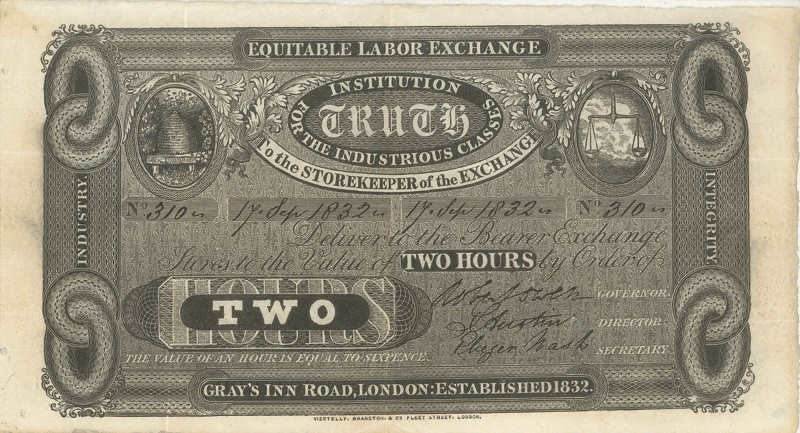 EQUITABLE LABOR EXCHANGE
INSTITUTION
TRUTH
FOR THE INDUSTRIOUS CLASSES
To the STOREKEEPER of the EXCHANGE
INDUSTRY
INTEGRITY
No 310 17 Sep 1832 17 Sep 1832 No 310
Deliver to the Bearer Exchange
Stores to the Value of TWO HOURS by Order of
HOURS
TWO
Robert Owen GOVERNOR.
Austin DIRECTOR.
Nash SECRETARY.
THE VALUE OF AN HOUR IS EQUAL TO SIXPENCE.
GRAY'S INN ROAD, LONDON: ESTABLISHED 1832.
VIZETELLY, BRANSTON, & Co FLEET STREET, LONDON.